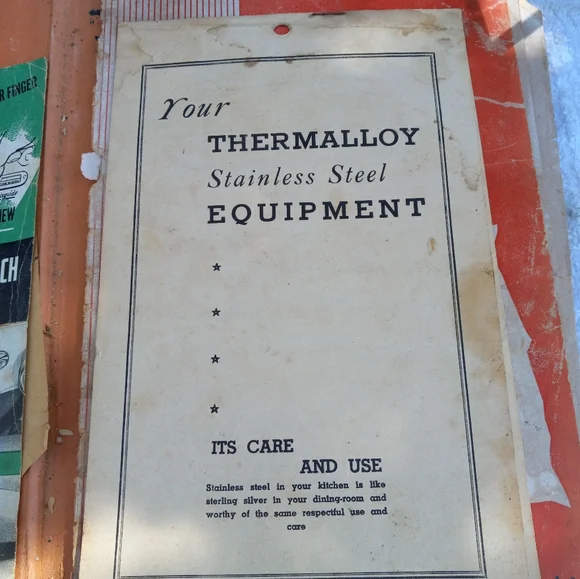 R FINGER
Your
THERMALLOY
Stainless Steel
EQUIPMENT
ITS CARE
AND USE
Stainless steel in your kitchen is like
sterling silver in your dining-room and
worthy of the same respectful use and
care